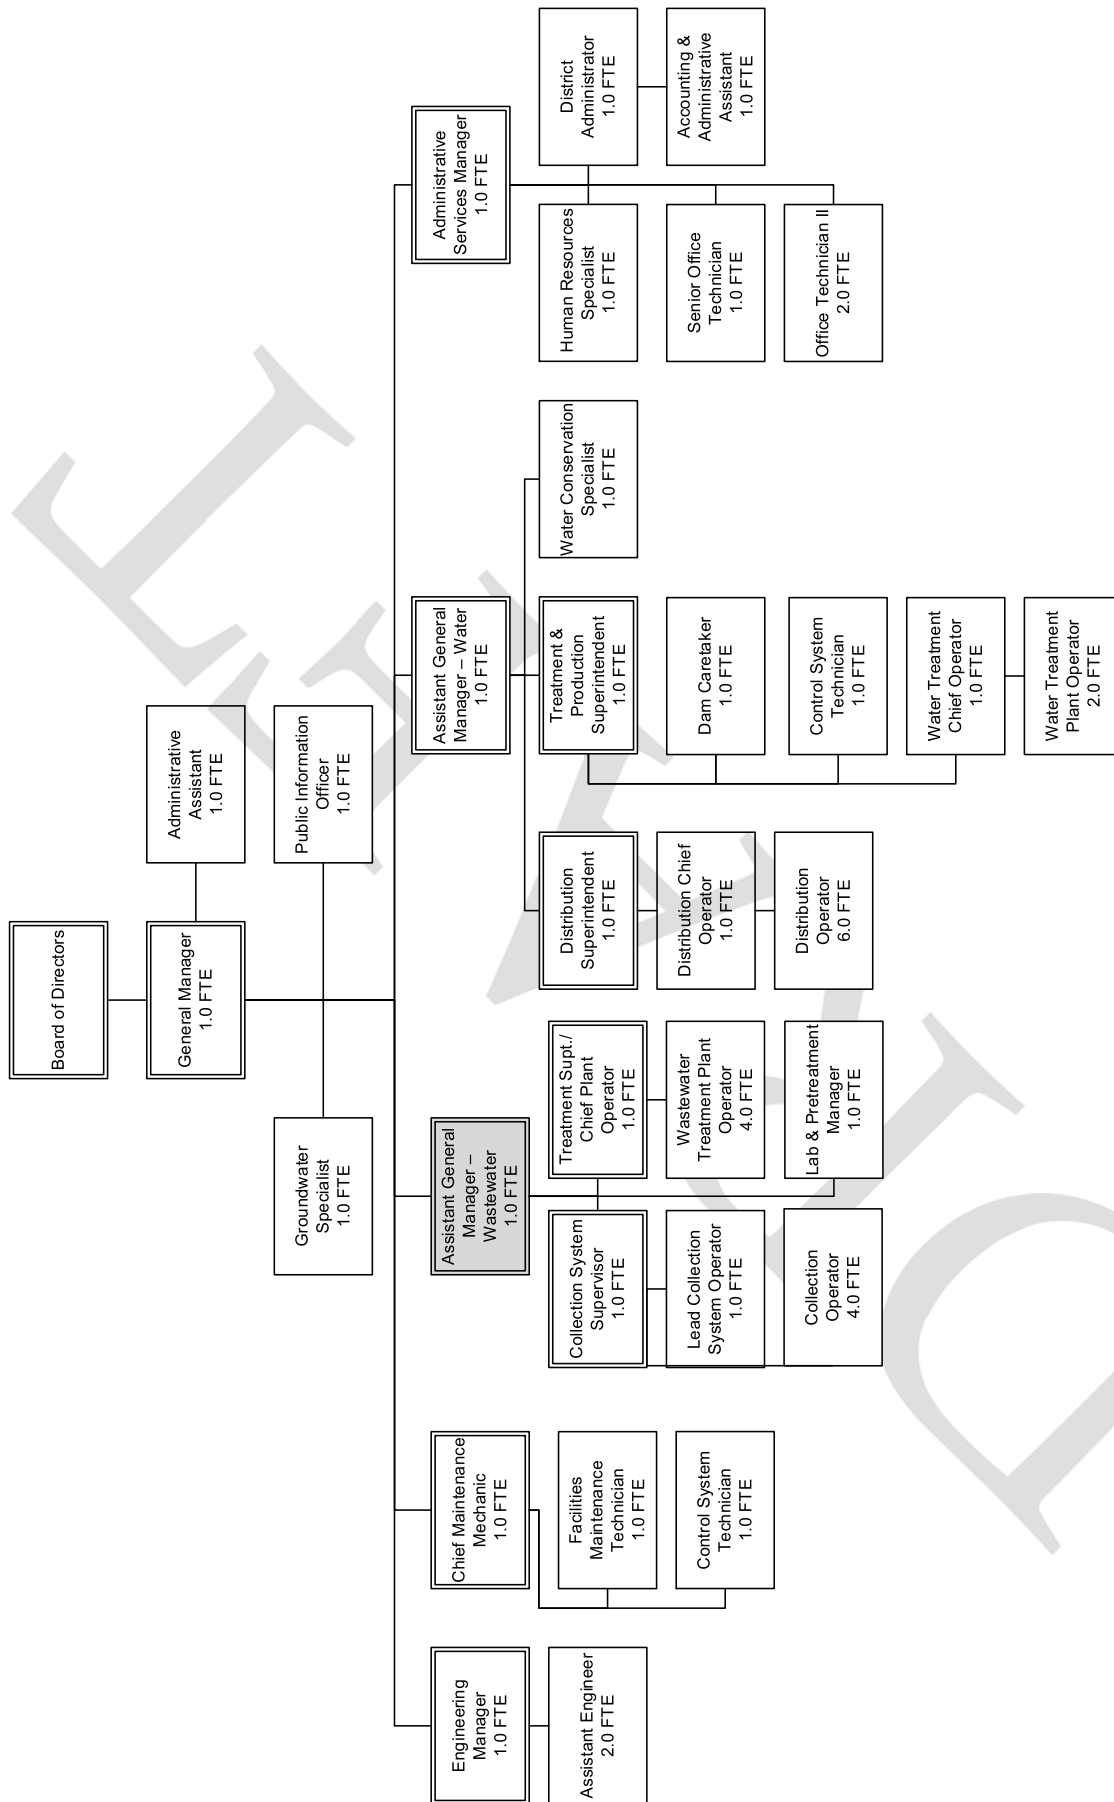 Board of Directors
General Manager
1.0 FTE
Administrative
Assistant
1.0 FTE
Groundwater
Specialist
1.0 FTE
Public Information
Officer
1.0 FTE
Engineering
Manager
1.0 FTE
Assistant Engineer
2.0 FTE
Chief Maintenance
Mechanic
1.0 FTE
Facilities
Maintenance
Technician
1.0 FTE
Control System
Technician
1.0 FTE
Assistant General
Manager –
Wastewater
1.0 FTE
Collection System
Supervisor
1.0 FTE
Lead Collection
System Operator
1.0 FTE
Collection
Operator
4.0 FTE
Treatment Supt./
Chief Plant
Operator
1.0 FTE
Wastewater
Treatment Plant
Operator
4.0 FTE
Lab & Pretreatment
Manager
1.0 FTE
Assistant General
Manager – Water
1.0 FTE
Distribution
Superintendent
1.0 FTE
Distribution Chief
Operator
1.0 FTE
Distribution
Operator
6.0 FTE
Treatment &
Production
Superintendent
1.0 FTE
Dam Caretaker
1.0 FTE
Control System
Technician
1.0 FTE
Water Treatment
Chief Operator
1.0 FTE
Water Treatment
Plant Operator
2.0 FTE
Water Conservation
Specialist
1.0 FTE
Administrative
Services Manager
1.0 FTE
Human Resources
Specialist
1.0 FTE
Senior Office
Technician
1.0 FTE
Office Technician II
2.0 FTE
District
Administrator
1.0 FTE
Accounting &
Administrative
Assistant
1.0 FTE
DRAFT